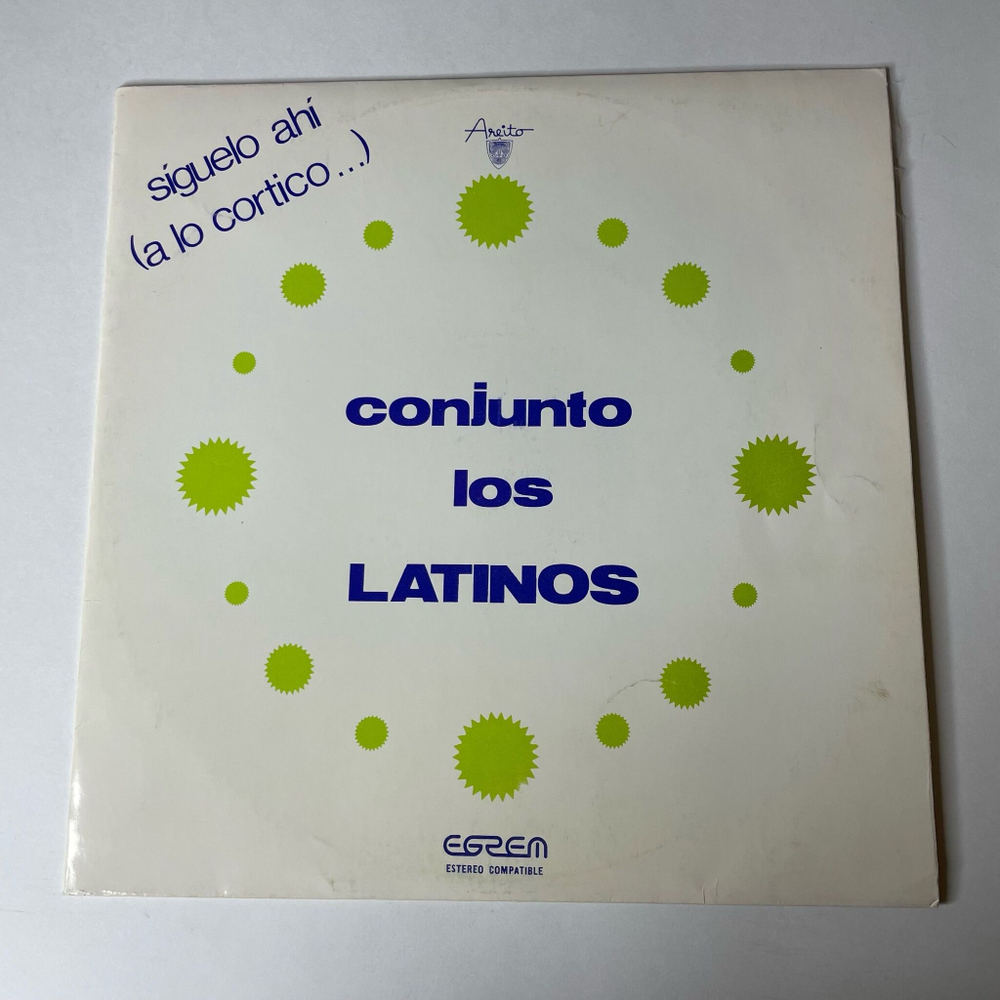 síguelo ahí
(a lo cortico...)
Areito
conjunto
los
LATINOS
EGREM
ESTEREO COMPATIBLE